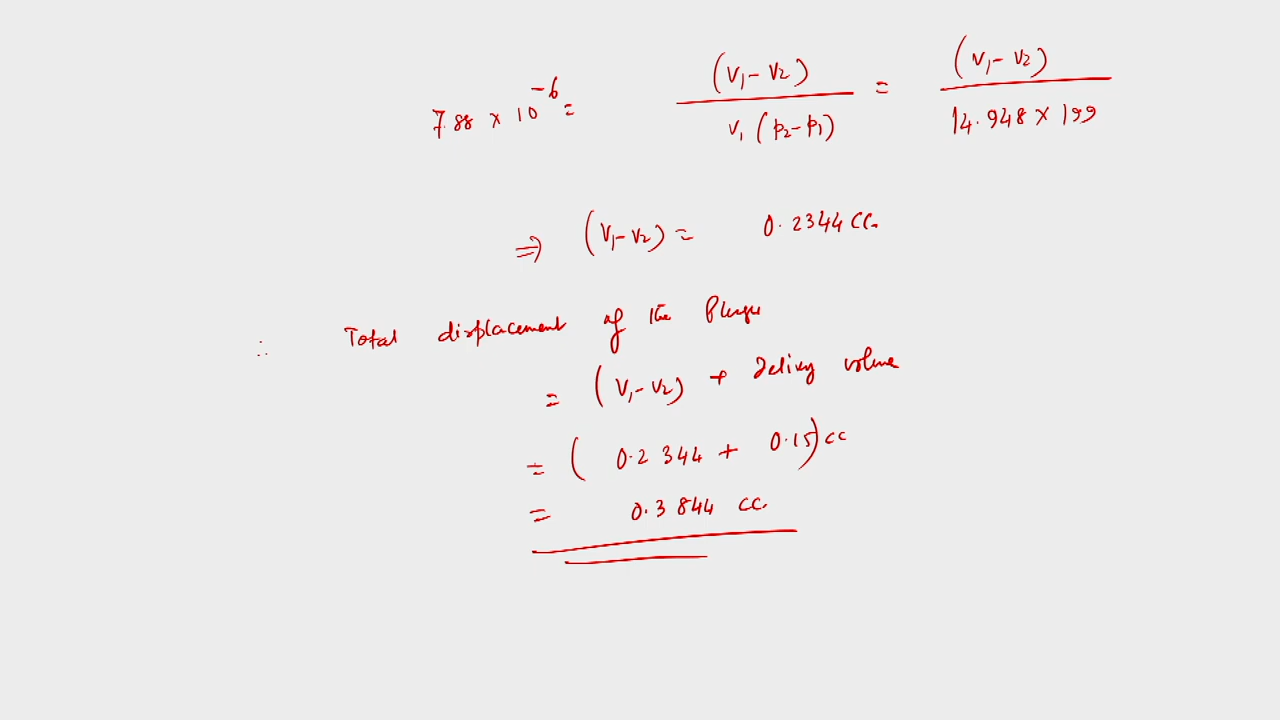 7.88 × 10⁻⁶ = (V₁ - V₂) / V₁ (p₂ - p₁) = (V₁ - V₂) / 14.948 × 199
⇒ (V₁ - V₂) = 0.2344 cc.
∴ Total displacement of the Plunger
= (V₁ - V₂) + delivery volume
= (0.2344 + 0.15) cc
= 0.3844 cc.